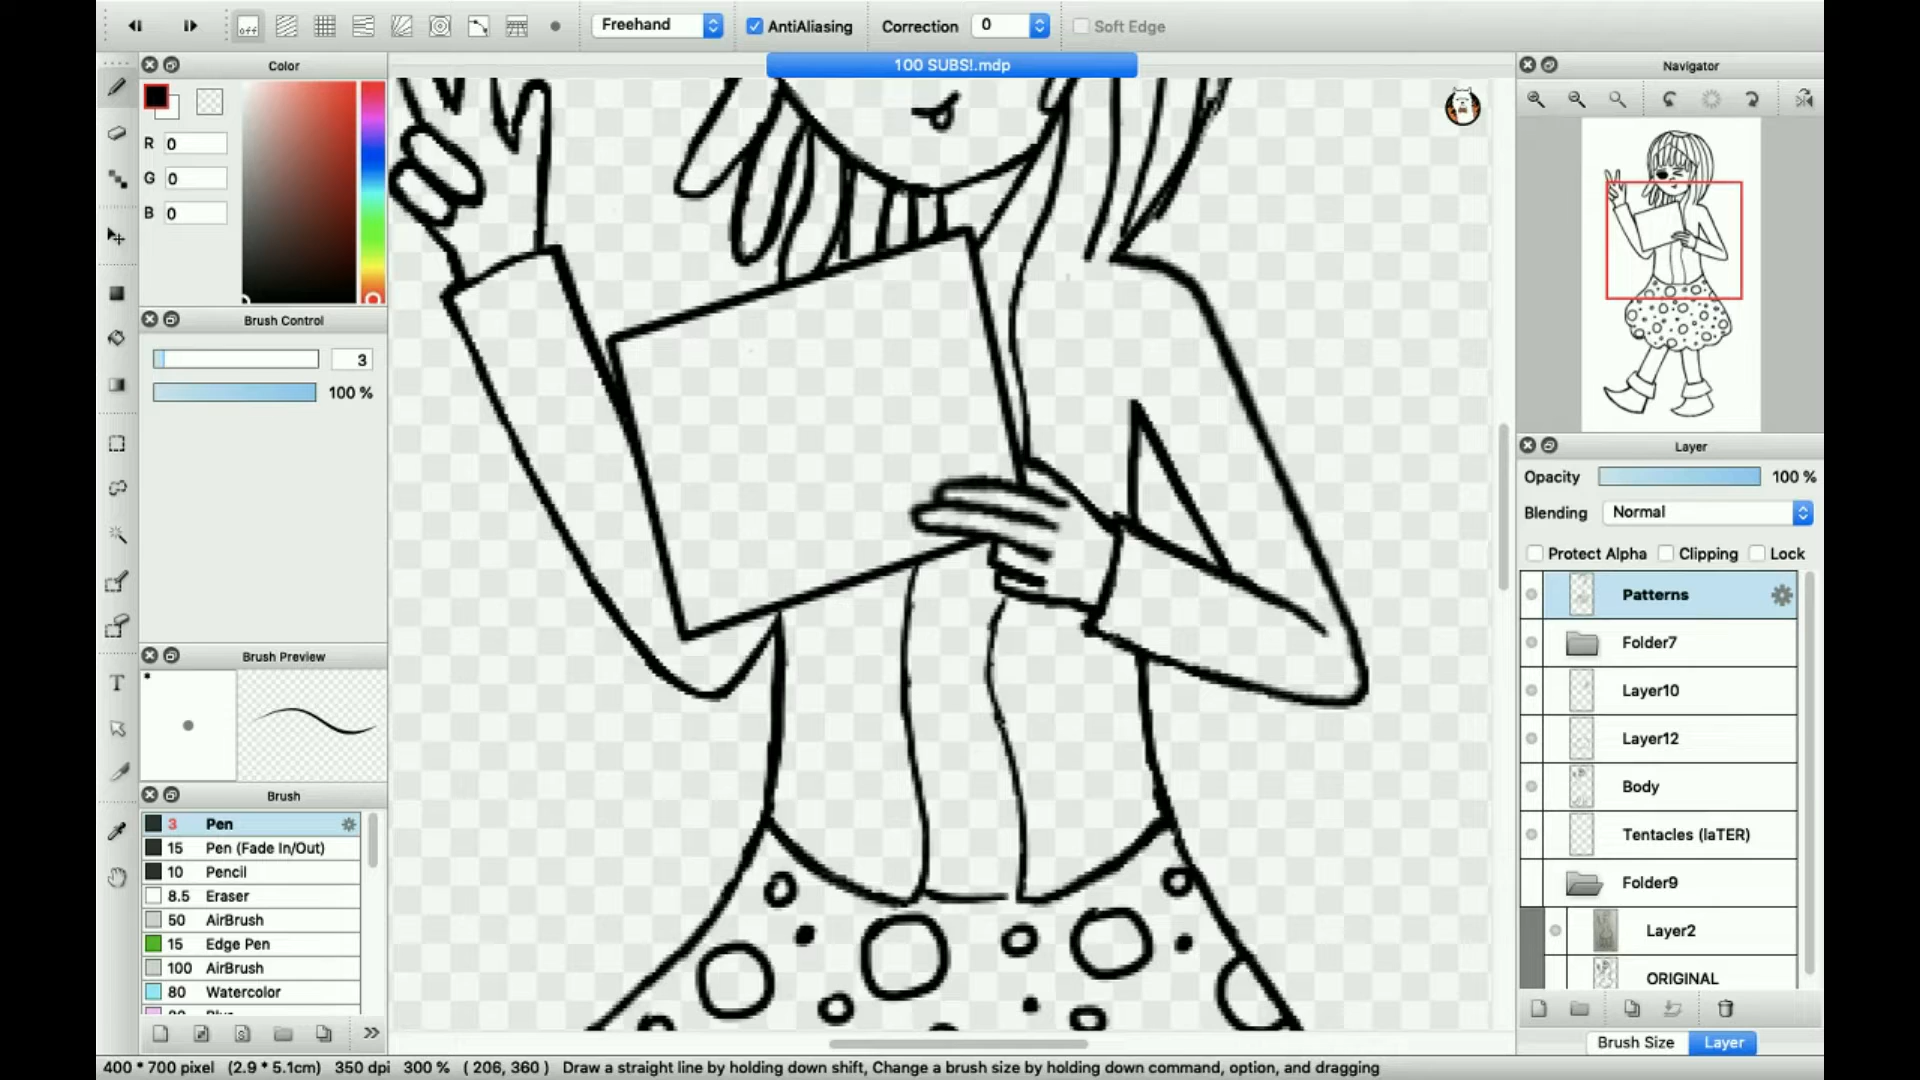 off
Freehand
AntiAliasing
Correction
0
Soft Edge
Color
100 SUBS!.mdp
Navigator
R
0
G
0
B
0
Brush Control
3
100 %
Layer
Opacity
100 %
Blending
Normal
Protect Alpha
Clipping
Lock
Patterns
Folder7
Brush Preview
Layer10
T
Layer12
Brush
Body
3 Pen
15 Pen (Fade In/Out)
Tentacles (laTER)
10 Pencil
8.5 Eraser
Folder9
50 AirBrush
15 Edge Pen
Layer2
100 AirBrush
ORIGINAL
80 Watercolor
Brush Size
Layer
400 * 700 pixel (2.9 * 5.1cm) 350 dpi 300 % ( 206, 360 ) Draw a straight line by holding down shift, Change a brush size by holding down command, option, and dragging